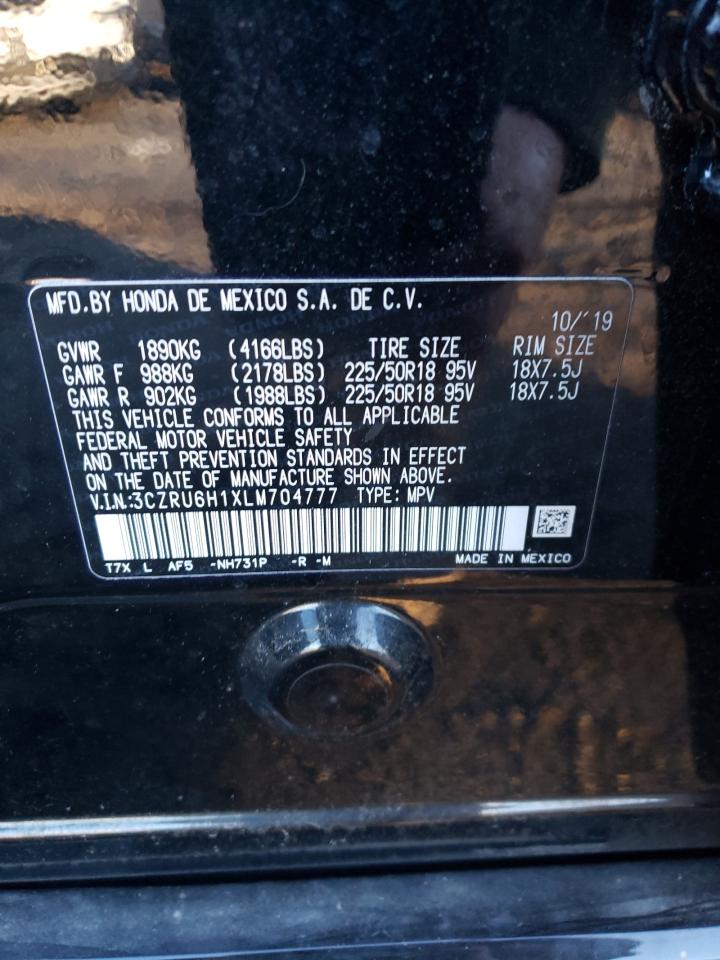 MFD. BY HONDA DE MEXICO S.A. DE C.V.
10/'19
GVWR 1890KG (4166LBS) TIRE SIZE RIM SIZE
GAWR F 988KG (2178LBS) 225/50R18 95V 18X7.5J
GAWR R 902KG (1988LBS) 225/50R18 95V 18X7.5J
THIS VEHICLE CONFORMS TO ALL APPLICABLE
FEDERAL MOTOR VEHICLE SAFETY
AND THEFT PREVENTION STANDARDS IN EFFECT
ON THE DATE OF MANUFACTURE SHOWN ABOVE.
V.I.N.:3CZRU6H1XLM704777 TYPE: MPV
T7X L AF5 -NH731P -R -M MADE IN MEXICO